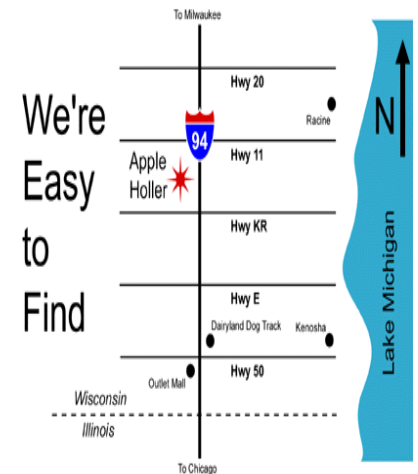 To Milwaukee
Hwy 20
Racine
N
We're
Easy
to
Find
94
Hwy 11
Apple
Holler
Hwy KR
Lake Michigan
Hwy E
Dairyland Dog Track
Kenosha
Hwy 50
Outlet Mall
Wisconsin
Illinois
To Chicago